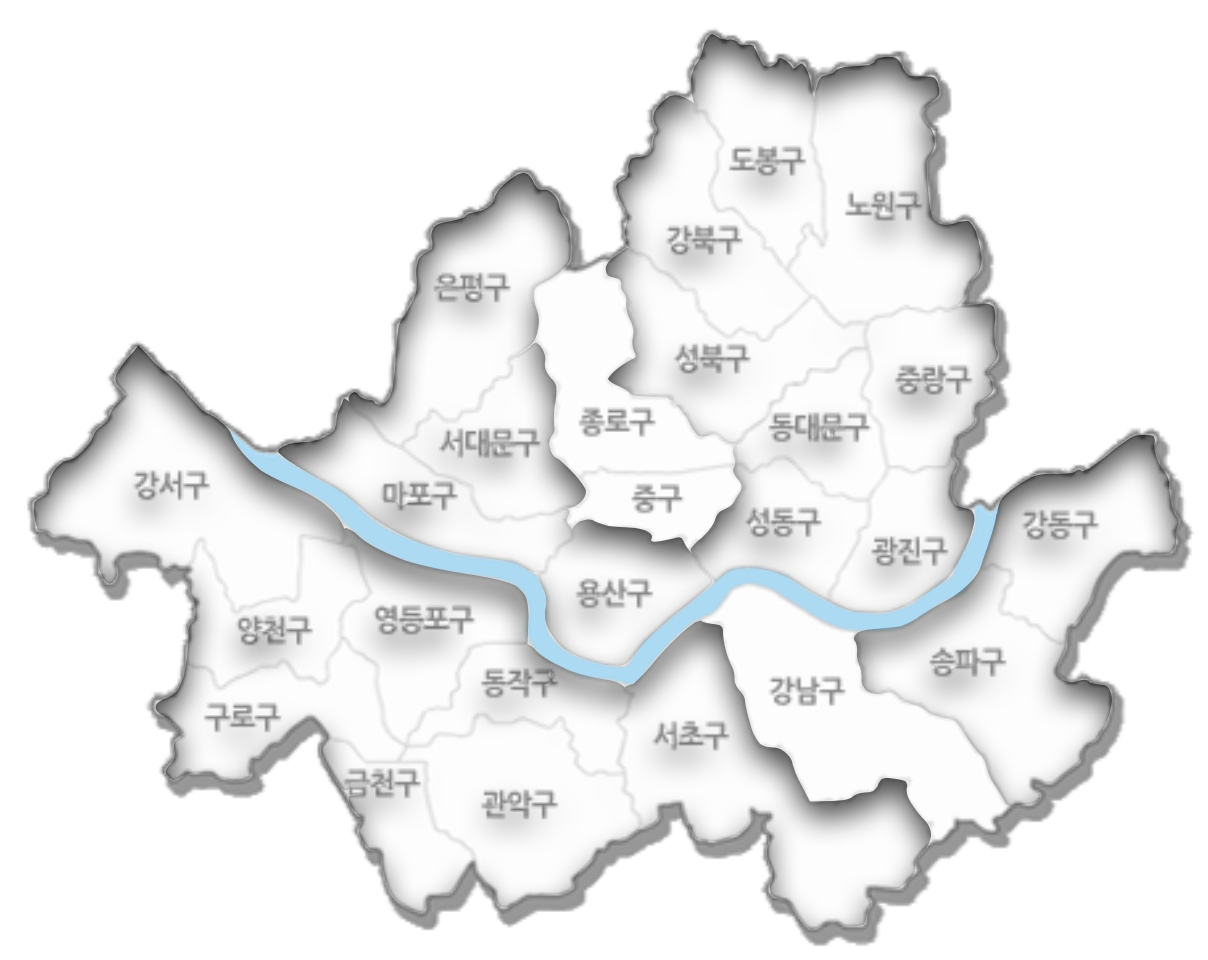 도봉구
노원구
강북구
은평구
성북구
중랑구
종로구
동대문구
서대문구
강서구
마포구
중구
성동구
강동구
광진구
용산구
영등포구
양천구
송파구
동작구
강남구
구로구
서초구
금천구
관악구